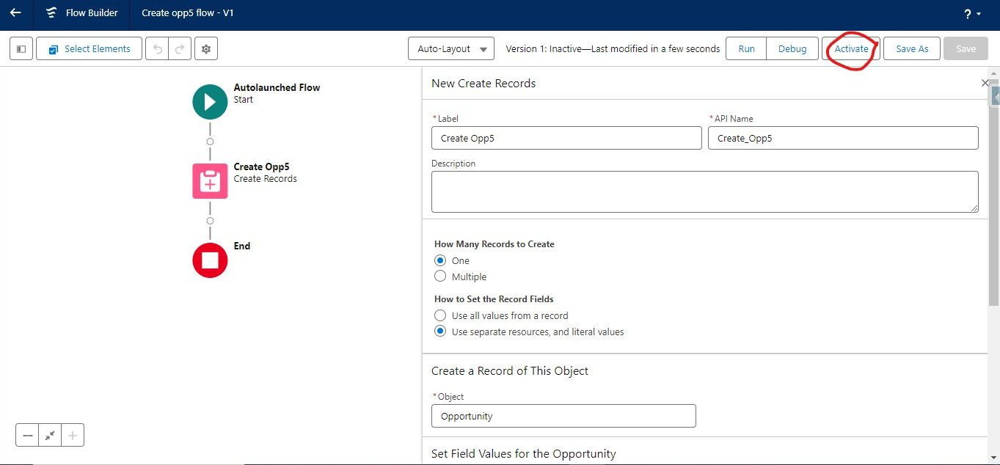 Flow Builder
Create opp5 flow - V1
?
Select Elements
Auto-Layout
Version 1: Inactive—Last modified in a few seconds
Run
Debug
Activate
Save As
Save
Autolaunched Flow
Start
Create Opp5
Create Records
End
New Create Records
*Label
Create Opp5
*API Name
Create_Opp5
Description
How Many Records to Create
One
Multiple
How to Set the Record Fields
Use all values from a record
Use separate resources, and literal values
Create a Record of This Object
*Object
Opportunity
Set Field Values for the Opportunity